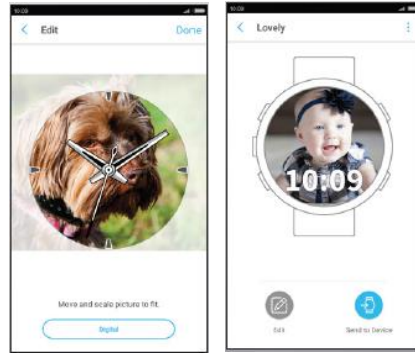 10:09
Edit
Done
Move and scale picture to fit.
Digital
10:09
Lovely
10:09
Edit
Send to Device